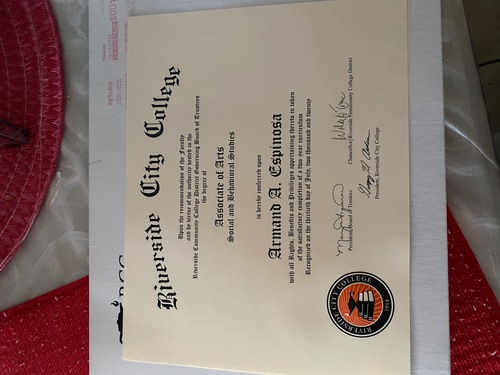 RCC
RETURN
SERVICE
US POSTAGE $001
Riverside City College
Upon the recommendation of the Faculty
and by virtue of the authority vested in the
Riverside Community College District Governing Board of Trustees
the degree of
Associate of Arts
Social and Behavioral Studies
is hereby conferred upon
Armand A. Espinosa
with all Rights, Benefits and Privileges appertaining thereto in token
of the satisfactory completion of a two-year curriculum
Recognized on the thirtieth day of July, two thousand and twenty
President, Board of Trustees
Chancellor, Riverside Community College District
President, Riverside City College
RIVERSIDE CITY COLLEGE
1916